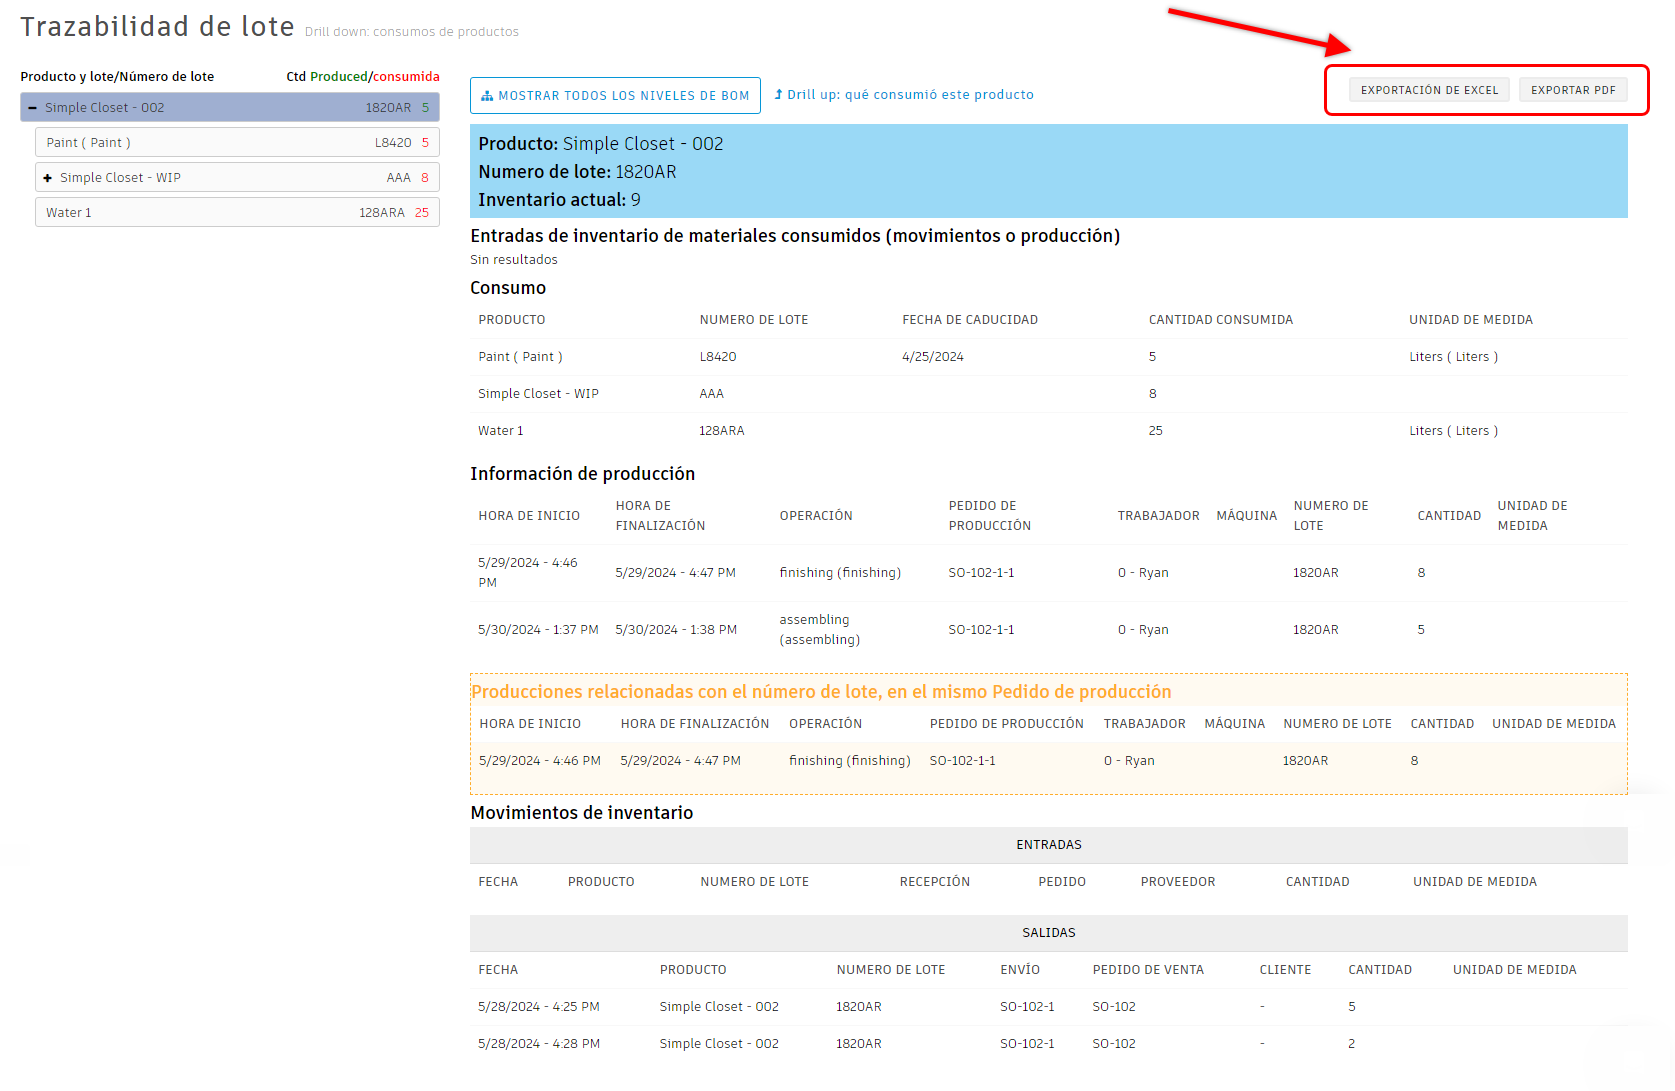 Trazabilidad de lote Drill down: consumos de productos
Producto y lote/Número de lote Ctd Produced/consumida
Simple Closet - 002 1820AR 5
Paint ( Paint ) L8420 5
Simple Closet - WIP AAA 8
Water 1 128ARA 25
MOSTRAR TODOS LOS NIVELES DE BOM Drill up: qué consumió este producto
EXPORTACIÓN DE EXCEL EXPORTAR PDF
Producto: Simple Closet - 002
Numero de lote: 1820AR
Inventario actual: 9
Entradas de inventario de materiales consumidos (movimientos o producción)
Sin resultados
Consumo
PRODUCTO NUMERO DE LOTE FECHA DE CADUCIDAD CANTIDAD CONSUMIDA UNIDAD DE MEDIDA
Paint ( Paint ) L8420 4/25/2024 5 Liters ( Liters )
Simple Closet - WIP AAA 8
Water 1 128ARA 25 Liters ( Liters )
Información de producción
HORA DE INICIO HORA DE FINALIZACIÓN OPERACIÓN PEDIDO DE PRODUCCIÓN TRABAJADOR MÁQUINA NUMERO DE LOTE CANTIDAD UNIDAD DE MEDIDA
5/29/2024 - 4:46 PM 5/29/2024 - 4:47 PM finishing (finishing) SO-102-1-1 0 - Ryan 1820AR 8
5/30/2024 - 1:37 PM 5/30/2024 - 1:38 PM assembling (assembling) SO-102-1-1 0 - Ryan 1820AR 5
Producciones relacionadas con el número de lote, en el mismo Pedido de producción
HORA DE INICIO HORA DE FINALIZACIÓN OPERACIÓN PEDIDO DE PRODUCCIÓN TRABAJADOR MÁQUINA NUMERO DE LOTE CANTIDAD UNIDAD DE MEDIDA
5/29/2024 - 4:46 PM 5/29/2024 - 4:47 PM finishing (finishing) SO-102-1-1 0 - Ryan 1820AR 8
Movimientos de inventario
ENTRADAS
FECHA PRODUCTO NUMERO DE LOTE RECEPCIÓN PEDIDO PROVEEDOR CANTIDAD UNIDAD DE MEDIDA
SALIDAS
FECHA PRODUCTO NUMERO DE LOTE ENVÍO PEDIDO DE VENTA CLIENTE CANTIDAD UNIDAD DE MEDIDA
5/28/2024 - 4:25 PM Simple Closet - 002 1820AR SO-102-1 SO-102 - 5
5/28/2024 - 4:28 PM Simple Closet - 002 1820AR SO-102-1 SO-102 - 2